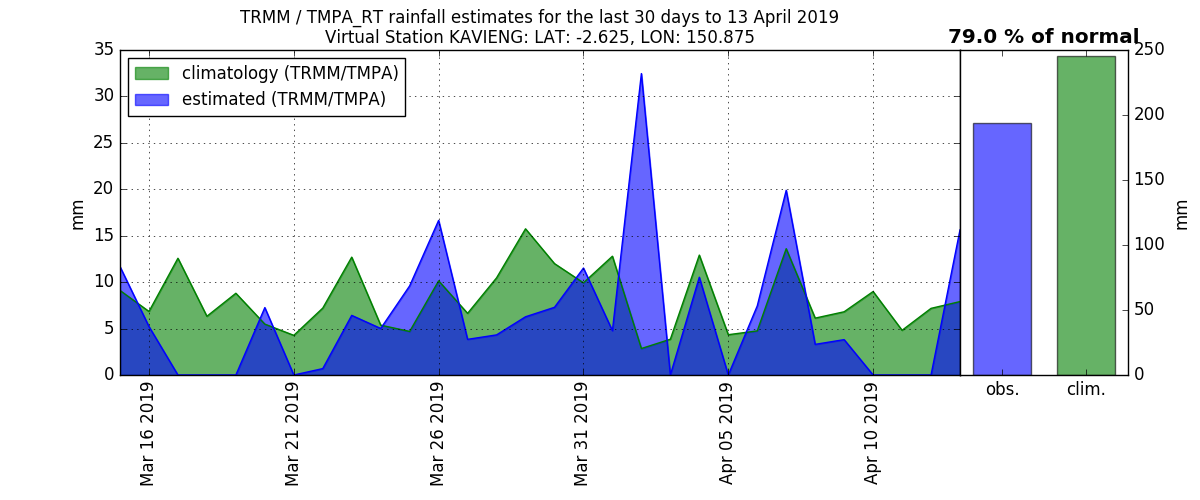 TRMM / TMPA_RT rainfall estimates for the last 30 days to 13 April 2019
Virtual Station KAVIENG: LAT: -2.625, LON: 150.875
79.0 % of normal
climatology (TRMM/TMPA)
estimated (TRMM/TMPA)
35
30
25
20
15
10
5
0
mm
Mar 16 2019
Mar 21 2019
Mar 26 2019
Mar 31 2019
Apr 05 2019
Apr 10 2019
obs.
clim.
250
200
150
100
50
0
mm